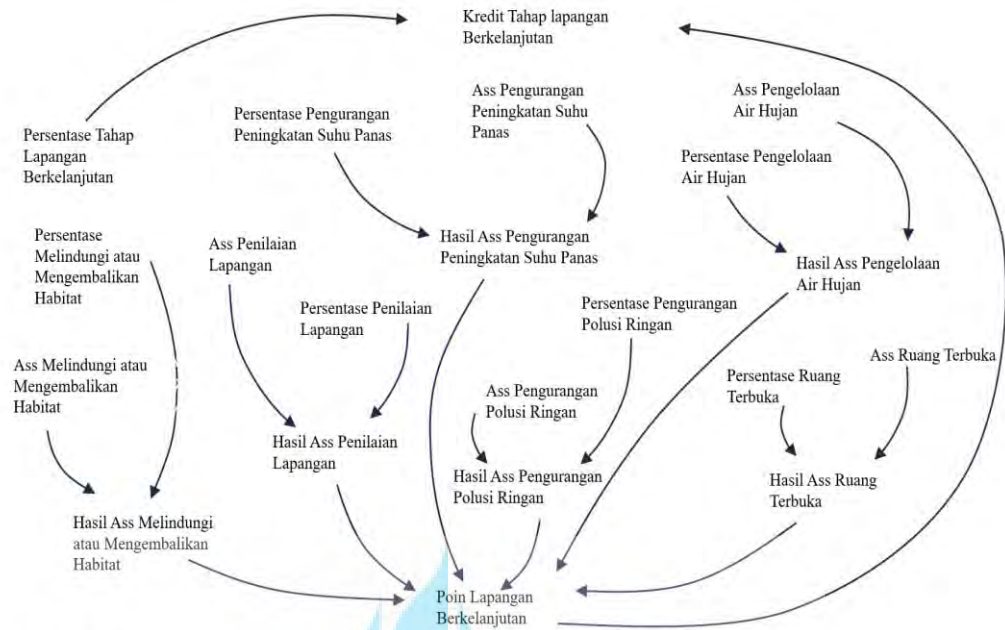 Kredit Tahap lapangan
Berkelanjutan
Ass Pengurangan
Peningkatan Suhu
Panas
Ass Pengelolaan
Air Hujan
Persentase Pengurangan
Peningkatan Suhu Panas
Persentase Tahap
Lapangan
Berkelanjutan
Persentase Pengelolaan
Air Hujan
Persentase
Melindungi atau
Mengembalikan
Habitat
Ass Penilaian
Lapangan
Hasil Ass Pengurangan
Peningkatan Suhu Panas
Hasil Ass Pengelolaan
Air Hujan
Persentase Penilaian
Lapangan
Persentase Pengurangan
Polusi Ringan
Ass Melindungi atau
Mengembalikan
Habitat
Ass Pengurangan
Polusi Ringan
Persentase Ruang
Terbuka
Ass Ruang Terbuka
Hasil Ass Penilaian
Lapangan
Hasil Ass Pengurangan
Polusi Ringan
Hasil Ass Ruang
Terbuka
Hasil Ass Melindungi
atau Mengembalikan
Habitat
Poin Lapangan
Berkelanjutan